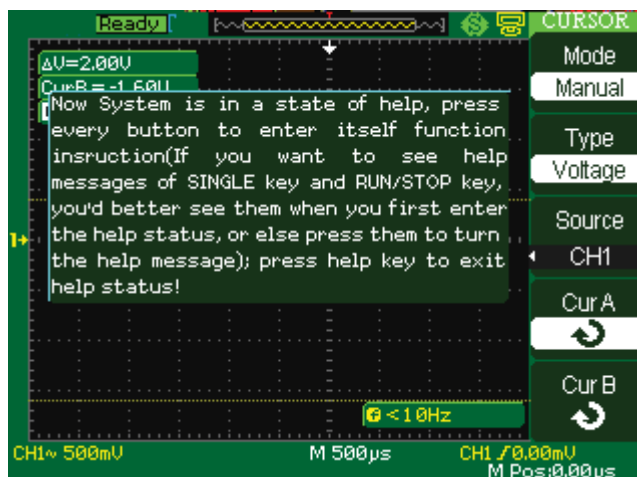 Ready
CURSOR
Mode
Manual
ΔV=2.00V
CurB=-1.60V
Now System is in a state of help, press
every button to enter itself function
insruction(If you want to see help
messages of SINGLE key and RUN/STOP key,
you'd better see them when you first enter
the help status, or else press them to turn
the help message); press help key to exit
help status!
Type
Voltage
Source
CH1
Cur A
Cur B
1
<10Hz
CH1~ 500mV
M 500µs
CH1 / 0.00mV
M Pos:0.00µs